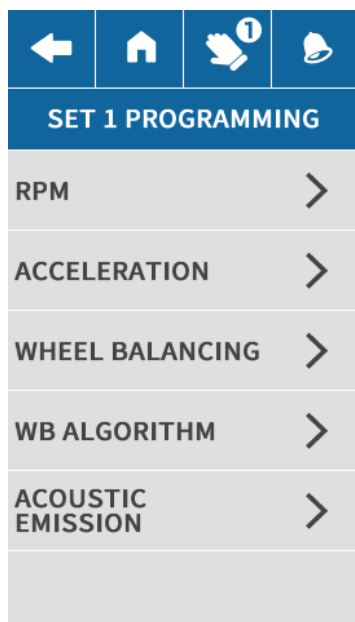 1
SET 1 PROGRAMMING
RPM
ACCELERATION
WHEEL BALANCING
WB ALGORITHM
ACOUSTIC
EMISSION